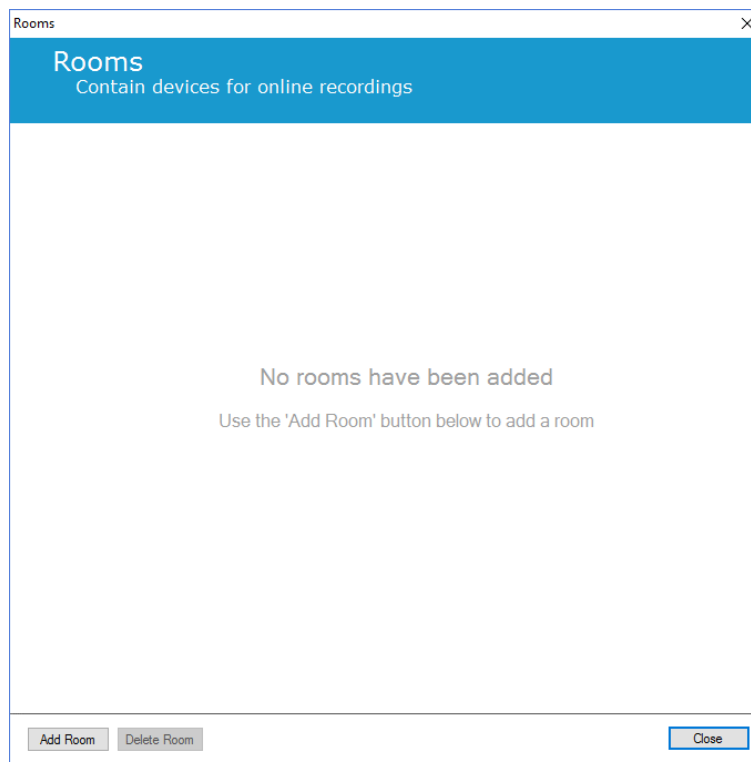 Rooms
Rooms
Contain devices for online recordings
No rooms have been added
Use the 'Add Room' button below to add a room
Add Room Delete Room Close